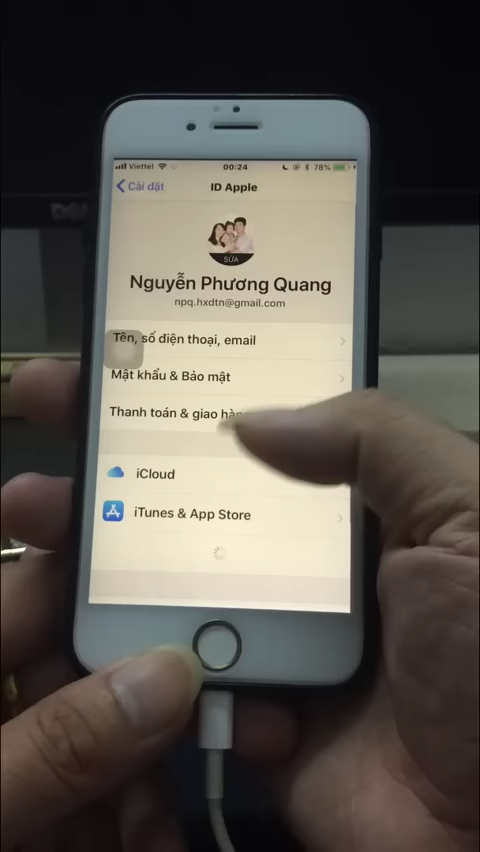 Viettel 00:24 78%
Cài đặt ID Apple
SỬA
Nguyễn Phương Quang
npq.hxdtn@gmail.com
Tên, số điện thoại, email
Mật khẩu & Bảo mật
Thanh toán & giao hàng
iCloud
iTunes & App Store